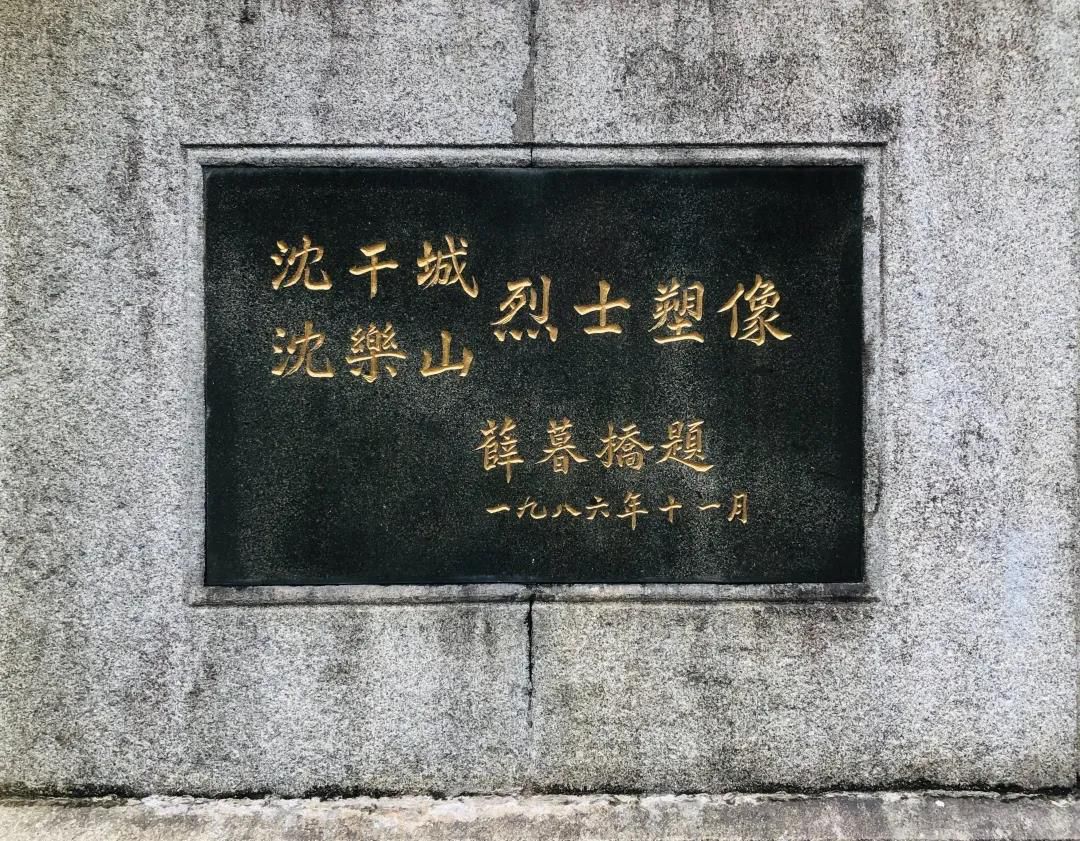 沈干城
沈樂山
烈士塑像
薛暮橋題
一九八六年十一月